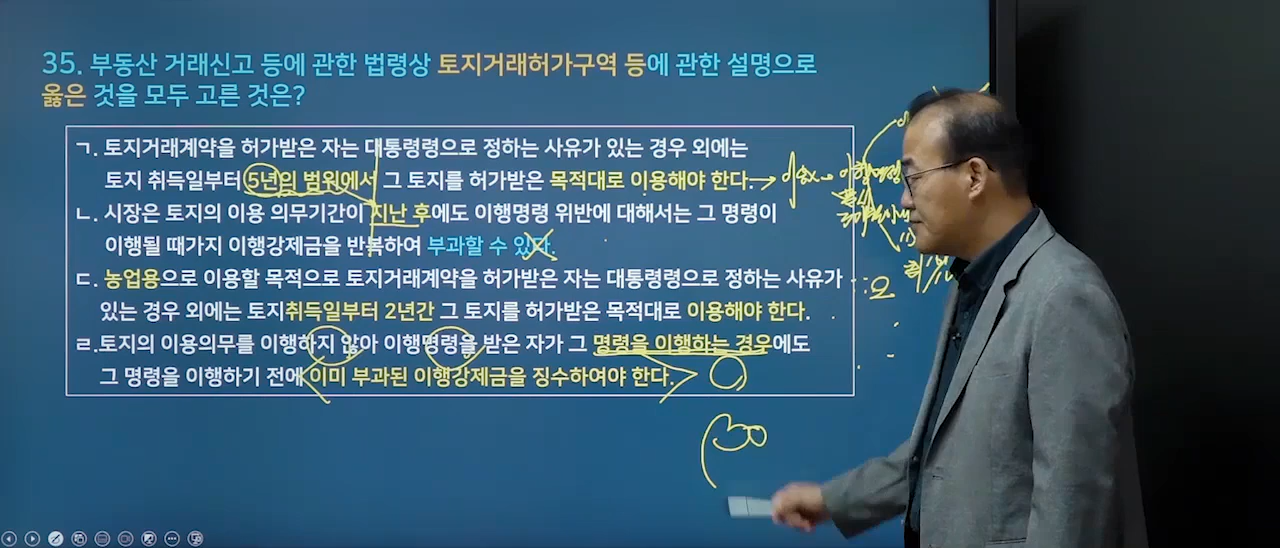 35. 부동산 거래신고 등에 관한 법령상 토지거래허가구역 등에 관한 설명으로
옳은 것을 모두 고른 것은?
ㄱ. 토지거래계약을 허가받은 자는 대통령령으로 정하는 사유가 있는 경우 외에는
토지 취득일부터 5년의 범위에서 그 토지를 허가받은 목적대로 이용해야 한다.
ㄴ. 시장은 토지의 이용 의무기간이 지난 후에도 이행명령 위반에 대해서는 그 명령이
이행될 때가지 이행강제금을 반복하여 부과할 수 있다.
ㄷ. 농업용으로 이용할 목적으로 토지거래계약을 허가받은 자는 대통령령으로 정하는 사유가
있는 경우 외에는 토지취득일부터 2년간 그 토지를 허가받은 목적대로 이용해야 한다.
ㄹ.토지의 이용의무를 이행하지 않아 이행명령을 받은 자가 그 명령을 이행하는 경우에도
그 명령을 이행하기 전에 이미 부과된 이행강제금을 징수하여야 한다.